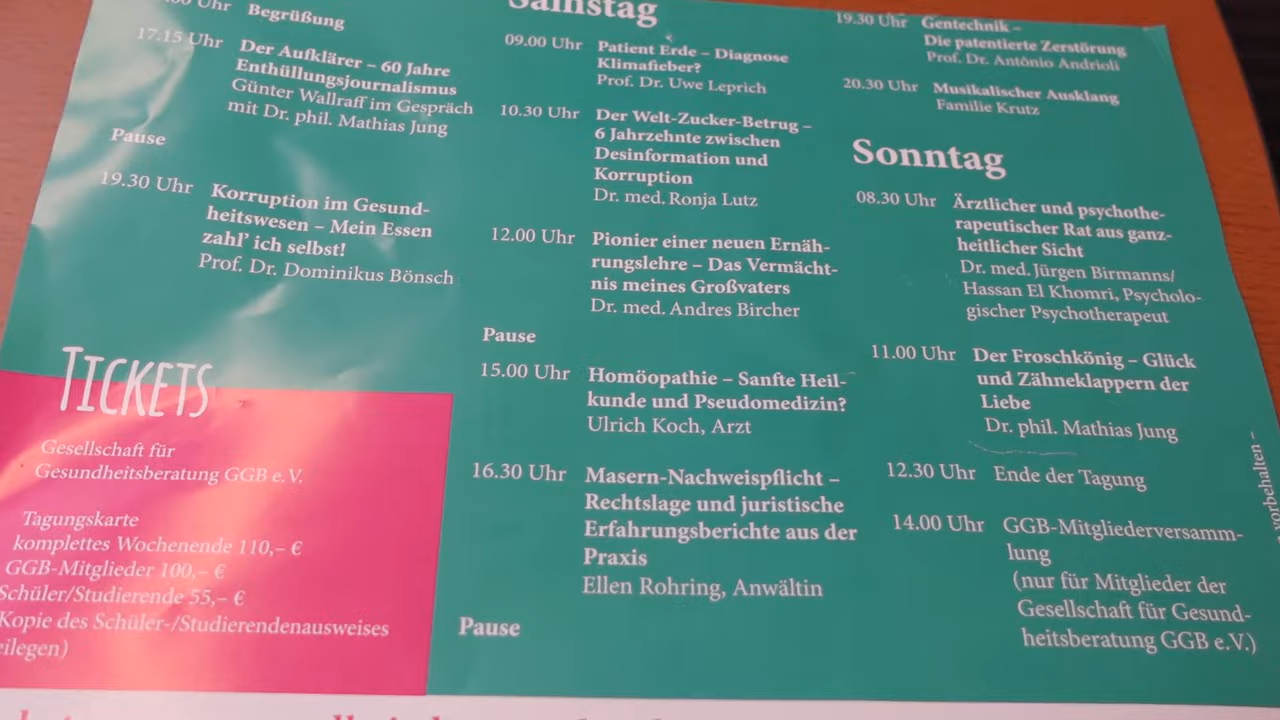 Uhr Begrüßung
17.15 Uhr Der Aufklärer – 60 Jahre
Enthüllungsjournalismus
Günter Wallraff im Gespräch
mit Dr. phil. Mathias Jung
Pause
19.30 Uhr Korruption im Gesund-
heitswesen – Mein Essen
zahl’ ich selbst!
Prof. Dr. Dominikus Bönsch
TICKETS
Gesellschaft für
Gesundheitsberatung GGB e.V.
Tagungskarte
komplettes Wochenende 110,– €
GGB-Mitglieder 100,– €
Schüler/Studierende 55,– €
Kopie des Schüler-/Studierendenausweises
Samstag
09.00 Uhr Patient Erde – Diagnose
Klimafieber?
Prof. Dr. Uwe Leprich
10.30 Uhr Der Welt-Zucker-Betrug –
6 Jahrzehnte zwischen
Desinformation und
Korruption
Dr. med. Ronja Lutz
12.00 Uhr Pionier einer neuen Ernäh-
rungslehre – Das Vermächt-
nis meines Großvaters
Dr. med. Andres Bircher
Pause
15.00 Uhr Homöopathie – Sanfte Heil-
kunde und Pseudomedizin?
Ulrich Koch, Arzt
16.30 Uhr Masern-Nachweispflicht –
Rechtslage und juristische
Erfahrungsberichte aus der
Praxis
Ellen Rohring, Anwältin
Pause
19.30 Uhr Gentechnik –
Die patentierte Zerstörung
Prof. Dr. António Andrioli
20.30 Uhr Musikalischer Ausklang
Familie Krutz
Sonntag
08.30 Uhr Ärztlicher und psychothe-
rapeutischer Rat aus ganz-
heitlicher Sicht
Dr. med. Jürgen Birmanns/
Hassan El Khomri, Psycholo-
gischer Psychotherapeut
11.00 Uhr Der Froschkönig – Glück
und Zähneklappern der
Liebe
Dr. phil. Mathias Jung
12.30 Uhr Ende der Tagung
14.00 Uhr GGB-Mitgliederversamm-
lung
(nur für Mitglieder der
Gesellschaft für Gesund-
heitsberatung GGB e.V.)
vorbehalten –